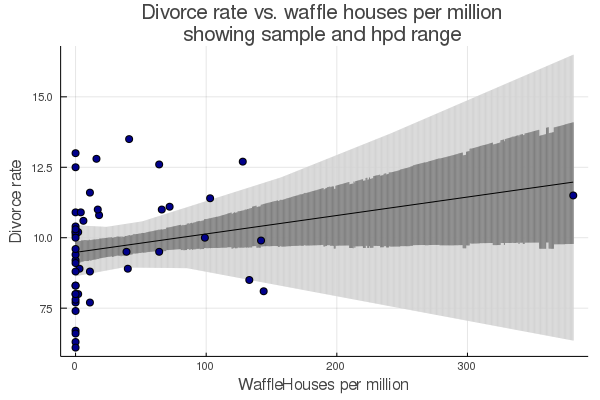 Divorce rate vs. waffle houses per million
showing sample and hpd range
Divorce rate
15.0
12.5
10.0
7.5
0 100 200 300
WaffleHouses per million